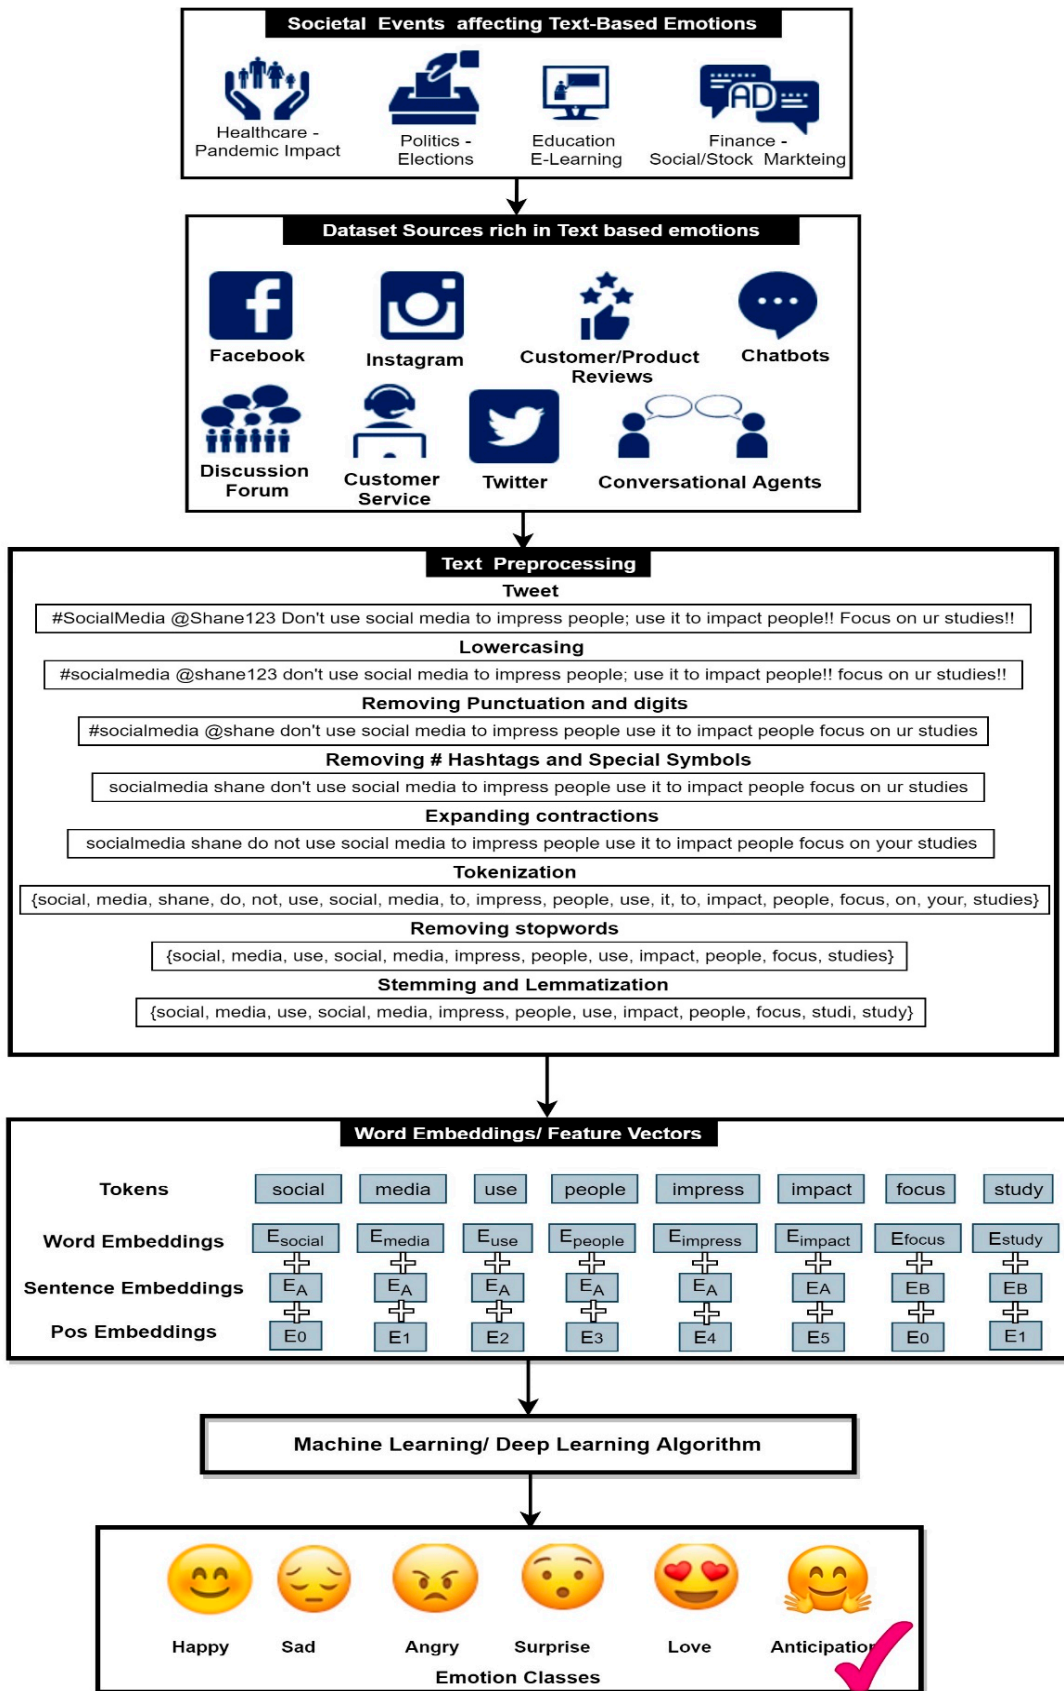 Societal Events affecting Text-Based Emotions
Healthcare -
Pandemic Impact
Politics -
Elections
Education
E-Learning
AD
Finance -
Social/Stock Markteing
Dataset Sources rich in Text based emotions
Facebook
Instagram
Customer/Product
Reviews
Chatbots
Discussion
Forum
Customer
Service
Twitter
Conversational Agents
Text Preprocessing
Tweet
#SocialMedia @Shane123 Don't use social media to impress people; use it to impact people!! Focus on ur studies!!
Lowercasing
#socialmedia @shane123 don't use social media to impress people; use it to impact people!! focus on ur studies!!
Removing Punctuation and digits
#socialmedia @shane don't use social media to impress people use it to impact people focus on ur studies
Removing # Hashtags and Special Symbols
socialmedia shane don't use social media to impress people use it to impact people focus on ur studies
Expanding contractions
socialmedia shane do not use social media to impress people use it to impact people focus on your studies
Tokenization
{social, media, shane, do, not, use, social, media, to, impress, people, use, it, to, impact, people, focus, on, your, studies}
Removing stopwords
{social, media, use, social, media, impress, people, use, impact, people, focus, studies}
Stemming and Lemmatization
{social, media, use, social, media, impress, people, use, impact, people, focus, studi, study}
Word Embeddings/ Feature Vectors
Tokens social media use people impress impact focus study
Word Embeddings Esocial Emedia Euse Epeople Eimpress Eimpact Efocus Estudy
Sentence Embeddings EA EA EA EA EA EA EB EB
Pos Embeddings E0 E1 E2 E3 E4 E5 E0 E1
Machine Learning/ Deep Learning Algorithm
Happy Sad Angry Surprise Love Anticipation
Emotion Classes